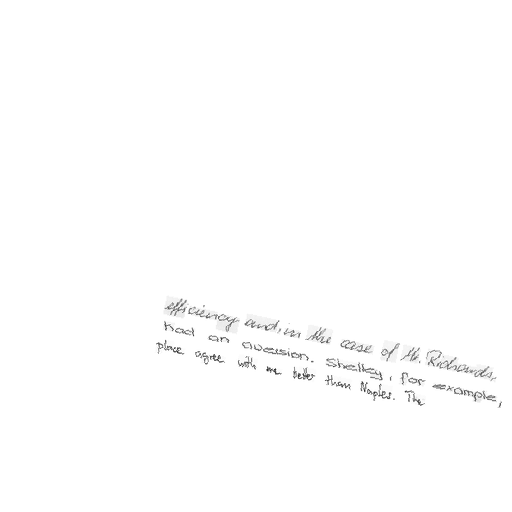 efficiency and, in the case of Mr. Richards,
had an aversion. Shelley, for example,
place agree with me better than Naples. The